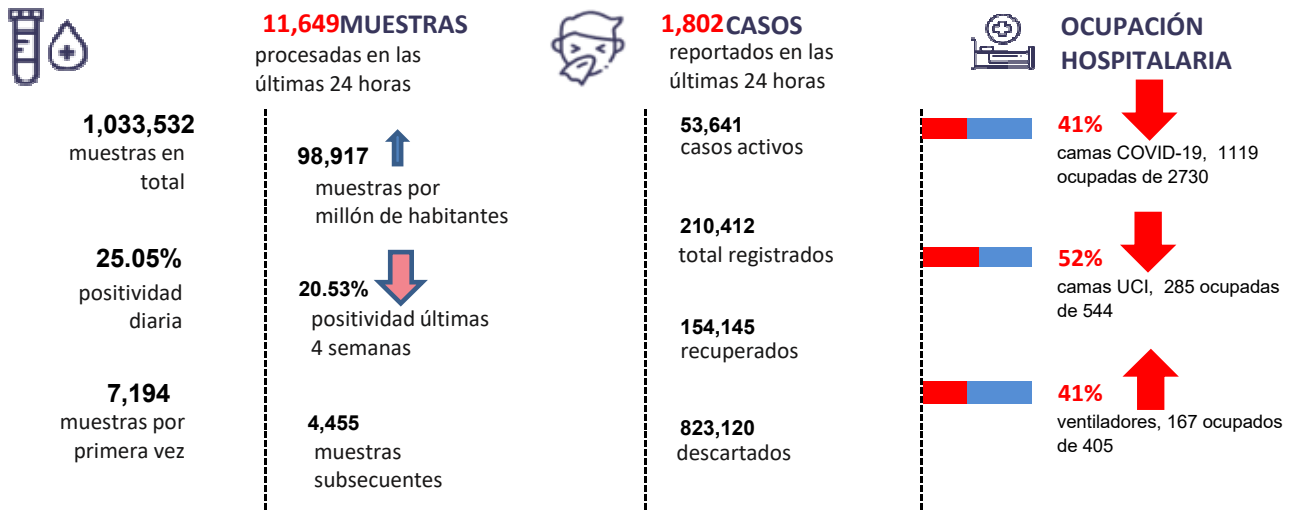 11,649MUESTRAS
procesadas en las
últimas 24 horas
1,033,532
muestras en
total
98,917
muestras por
millón de habitantes
25.05%
positividad
diaria
20.53%
positividad últimas
4 semanas
7,194
muestras por
primera vez
4,455
muestras
subsecuentes
1,802 CASOS
reportados en las
últimas 24 horas
53,641
casos activos
210,412
total registrados
154,145
recuperados
823,120
descartados
OCUPACIÓN
HOSPITALARIA
41%
camas COVID-19, 1119
ocupadas de 2730
52%
camas UCI, 285 ocupadas
de 544
41%
ventiladores, 167 ocupados
de 405